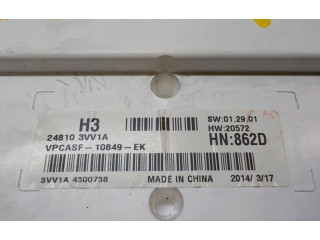 H3
SW:01.29.01
HW:20572
24810 3VV1A
HN:862D
VPCASF-10849-EK
3VV1A 4300738
MADE IN CHINA
2014/ 3/17